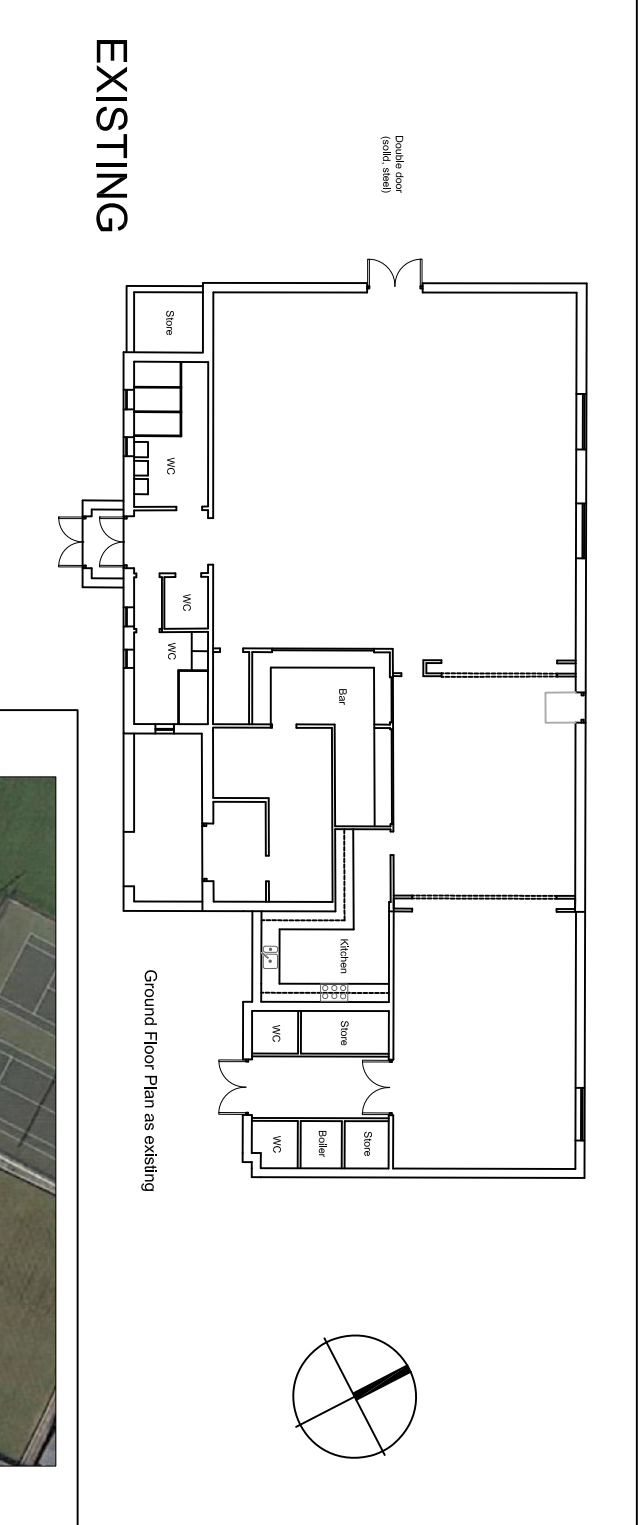 EXISTING
Double door
(solid, steel)
Store
WC
WC
WC
Bar
Kitchen
WC
Store
WC
Boiler
Store
Ground Floor Plan as existing